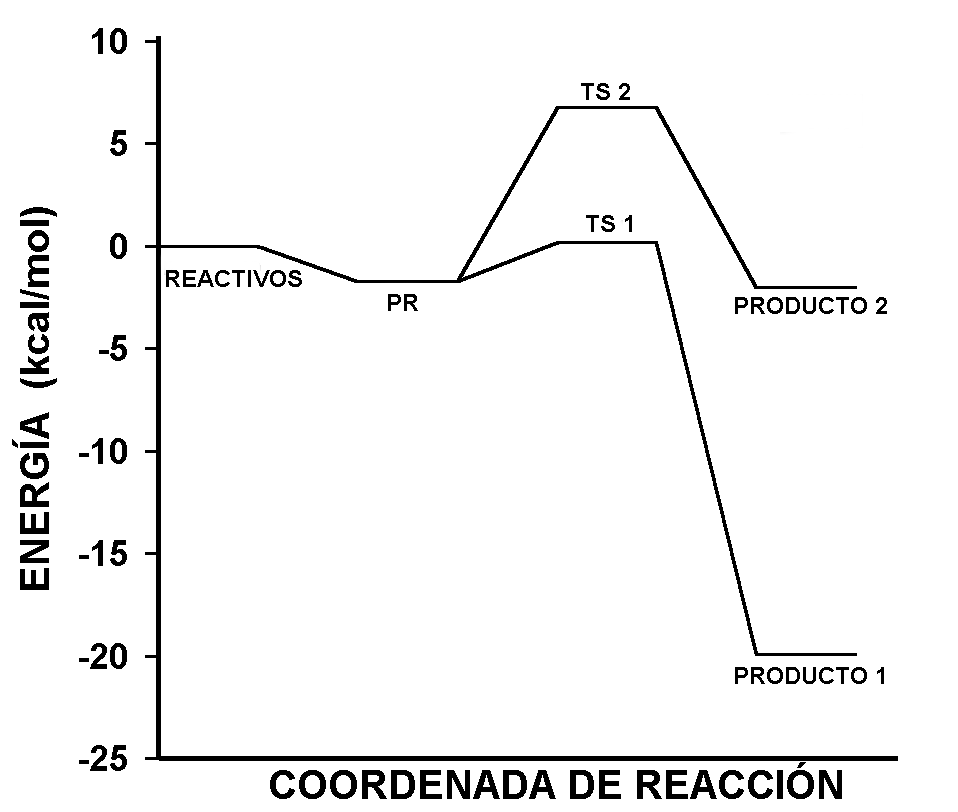 10
TS 2
5
TS 1
0
REACTIVOS
PR
PRODUCTO 2
-5
ENERGÍA (kcal/mol)
-10
-15
-20
PRODUCTO 1
-25
COORDENADA DE REACCIÓN